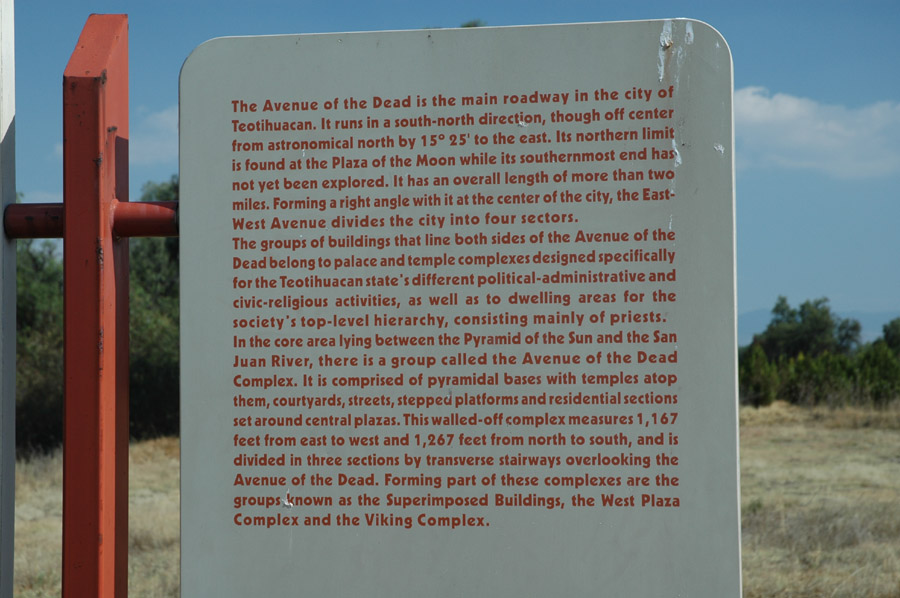 The Avenue of the Dead is the main roadway in the city of
Teotihuacan. It runs in a south-north direction, though off center
from astronomical north by 15° 25' to the east. Its northern limit
is found at the Plaza of the Moon while its southernmost end has
not yet been explored. It has an overall length of more than two
miles. Forming a right angle with it at the center of the city, the East-
West Avenue divides the city into four sectors.
The groups of buildings that line both sides of the Avenue of the
Dead belong to palace and temple complexes designed specifically
for the Teotihuacan state's different political-administrative and
civic-religious activities, as well as to dwelling areas for the
society's top-level hierarchy, consisting mainly of priests.
In the core area lying between the Pyramid of the Sun and the San
Juan River, there is a group called the Avenue of the Dead
Complex. It is comprised of pyramidal bases with temples atop
them, courtyards, streets, stepped platforms and residential sections
set around central plazas. This walled-off complex measures 1,167
feet from east to west and 1,267 feet from north to south, and is
divided in three sections by transverse stairways overlooking the
Avenue of the Dead. Forming part of these complexes are the
groups known as the Superimposed Buildings, the West Plaza
Complex and the Viking Complex.